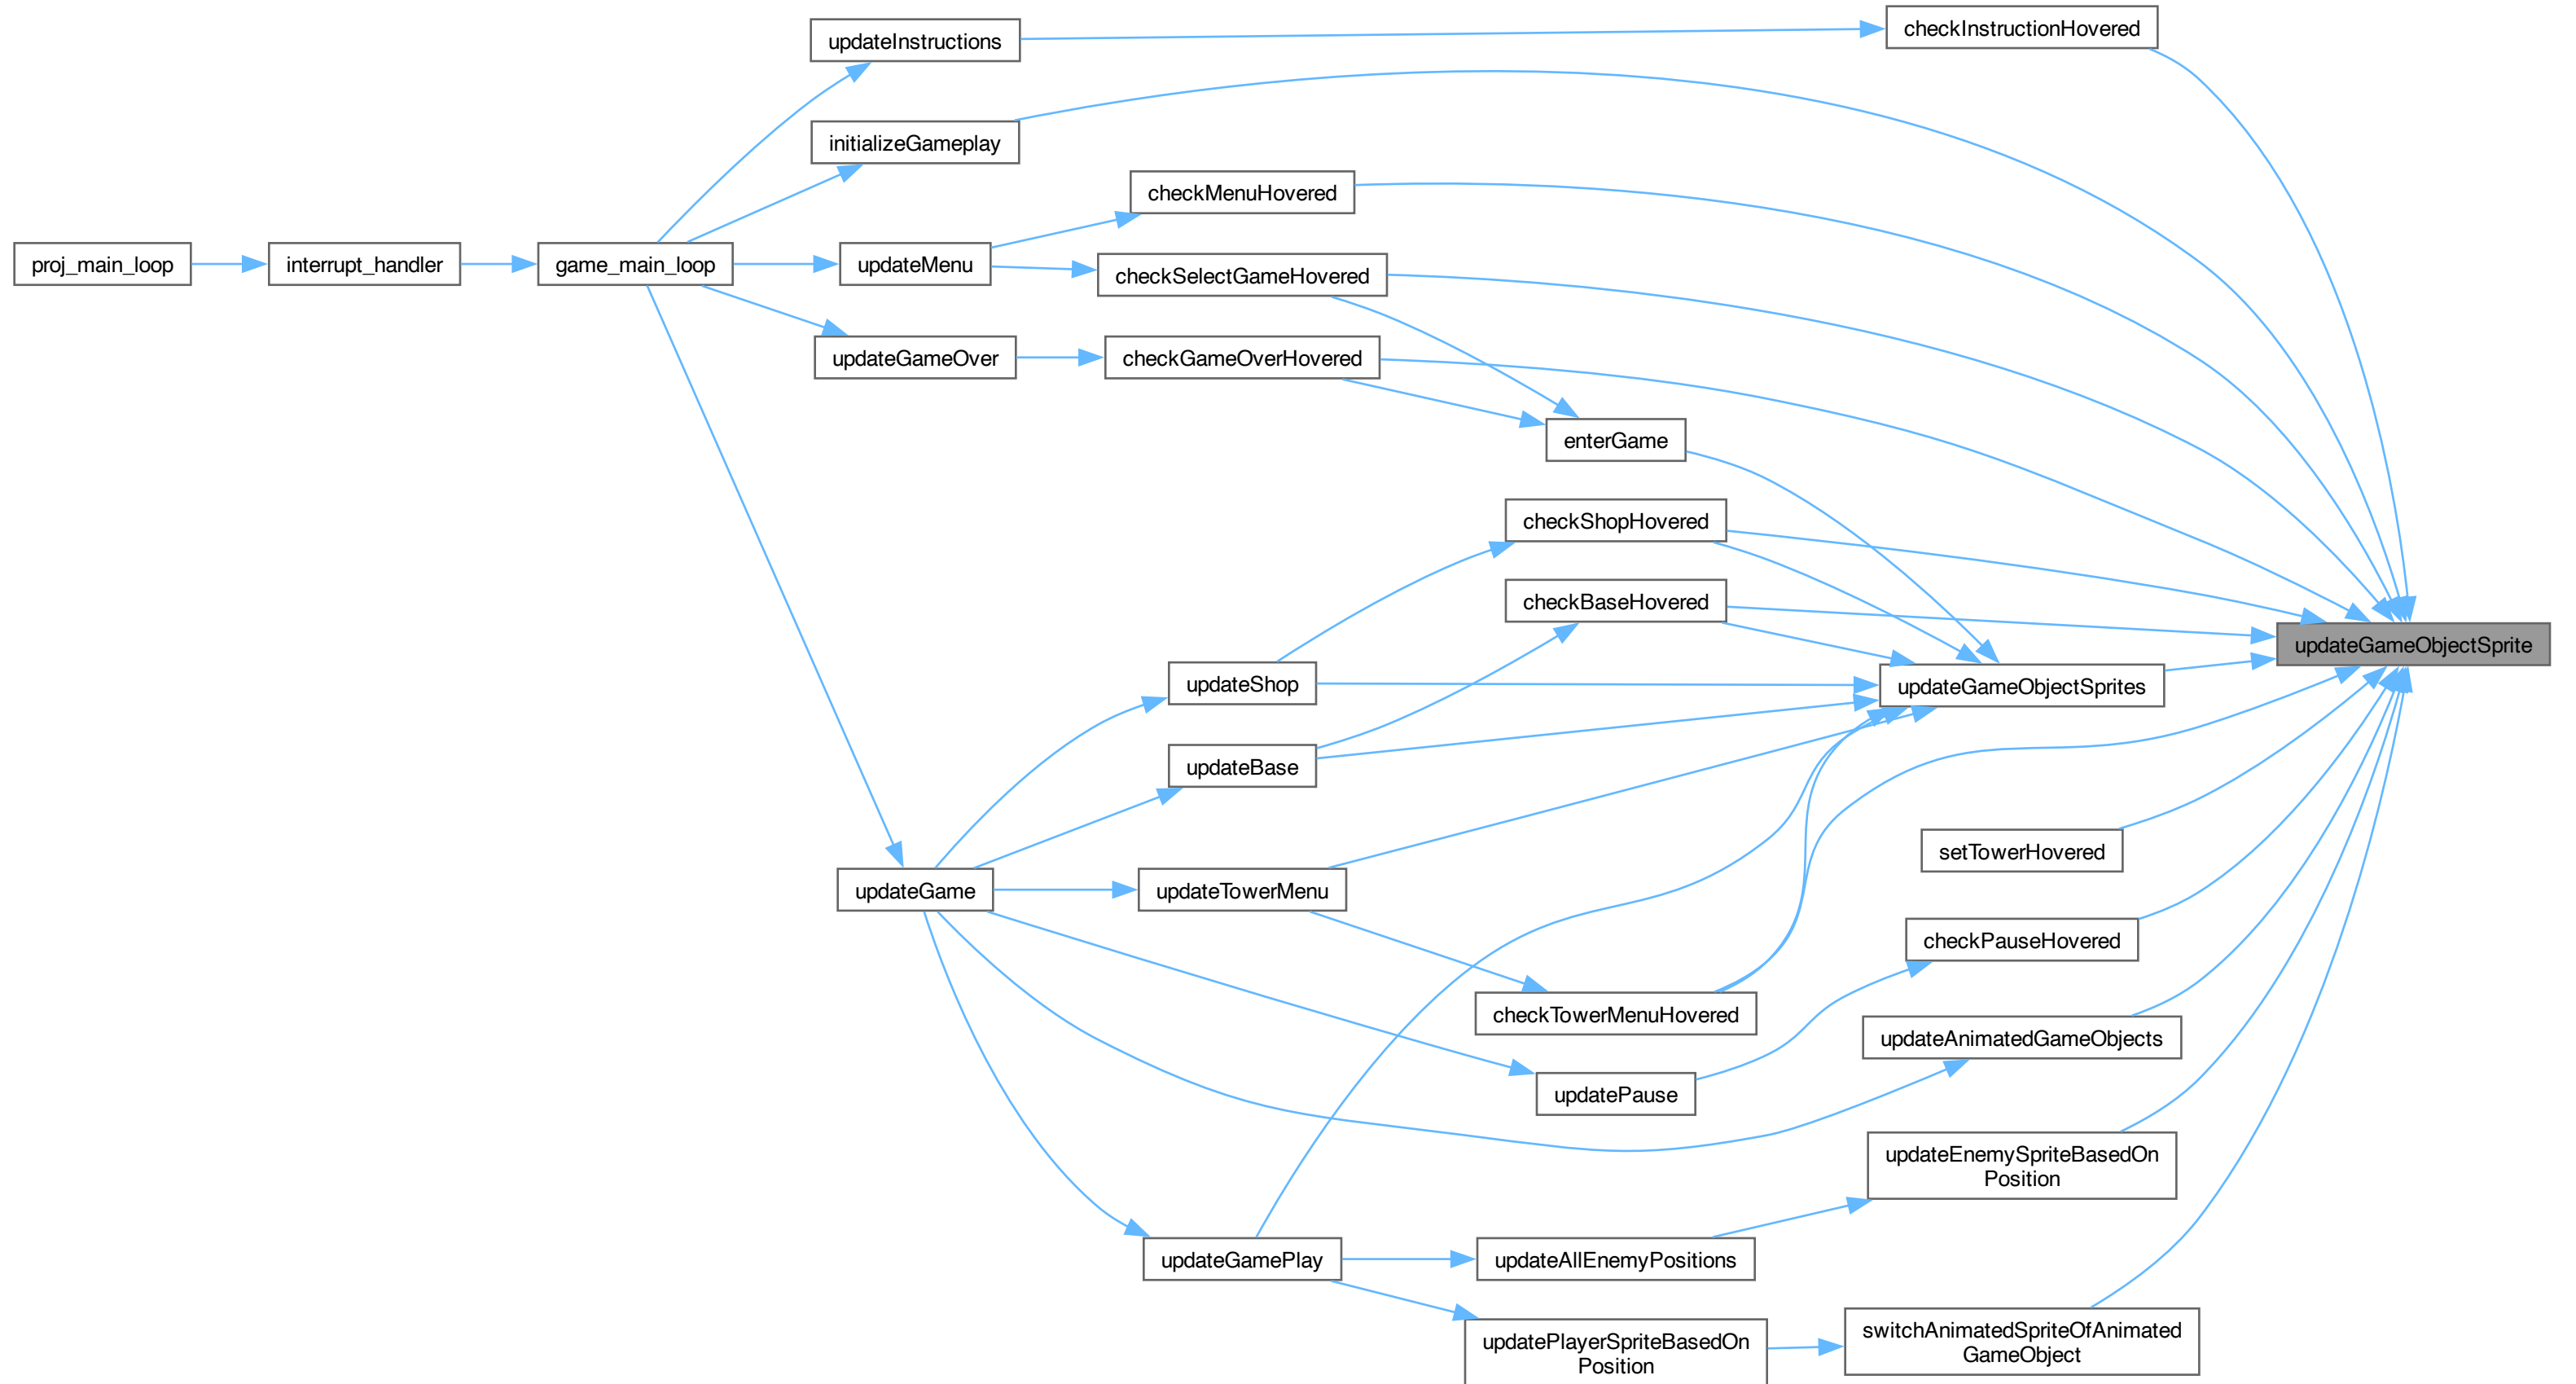 updateInstructions
checkInstructionHovered
initializeGameplay
checkMenuHovered
proj_main_loop
interrupt_handler
game_main_loop
updateMenu
checkSelectGameHovered
updateGameOver
checkGameOverHovered
enterGame
checkShopHovered
checkBaseHovered
updateGameObjectSprite
updateShop
updateGameObjectSprites
updateBase
setTowerHovered
updateGame
updateTowerMenu
checkPauseHovered
checkTowerMenuHovered
updateAnimatedGameObjects
updatePause
updateEnemySpriteBasedOn
Position
updateGamePlay
updateAllEnemyPositions
updatePlayerSpriteBasedOn
Position
switchAnimatedSpriteOfAnimated
GameObject